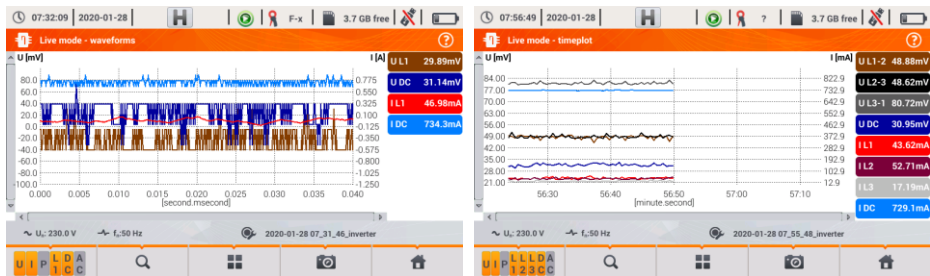 07:32:09 2020-01-28 H F-x 3.7 GB free
Live mode - waveforms ?
U [mV] I [A]
80.0 0.775
60.0 0.550
40.0 0.325
20.0 0.100
0.0 -0.125
-20.0 -0.350
-40.0 -0.575
-60.0 -0.800
-80.0 -1.025
-100.0 -1.250
0.000 0.005 0.010 0.015 0.020 0.025 0.030 0.035 0.040
[second.msecond]
U L1 29.89mV
U DC 31.14mV
I L1 46.98mA
I DC 734.3mA
Uₙ: 230.0 V fₙ:50 Hz 2020-01-28 07_31_46_inverter
U I P L 1 D C A C
07:56:49 2020-01-28 H ? 3.7 GB free
Live mode - timeplot ?
U [mV] I [mA]
84.00 822.9
77.00 732.9
70.00 642.9
63.00 552.9
56.00 462.9
49.00 372.9
42.00 282.9
35.00 192.9
28.00 102.9
21.00 12.9
56:30 56:40 56:50 57:00 57:10
[minute.second]
U L1-2 48.88mV
U L2-3 48.62mV
U L3-1 80.72mV
U DC 30.95mV
I L1 43.62mA
I L2 52.71mA
I L3 17.19mA
I DC 729.1mA
Uₙ: 230.0 V fₙ:50 Hz 2020-01-28 07_55_48_inverter
U I P L 1 L 2 L 3 D C A C